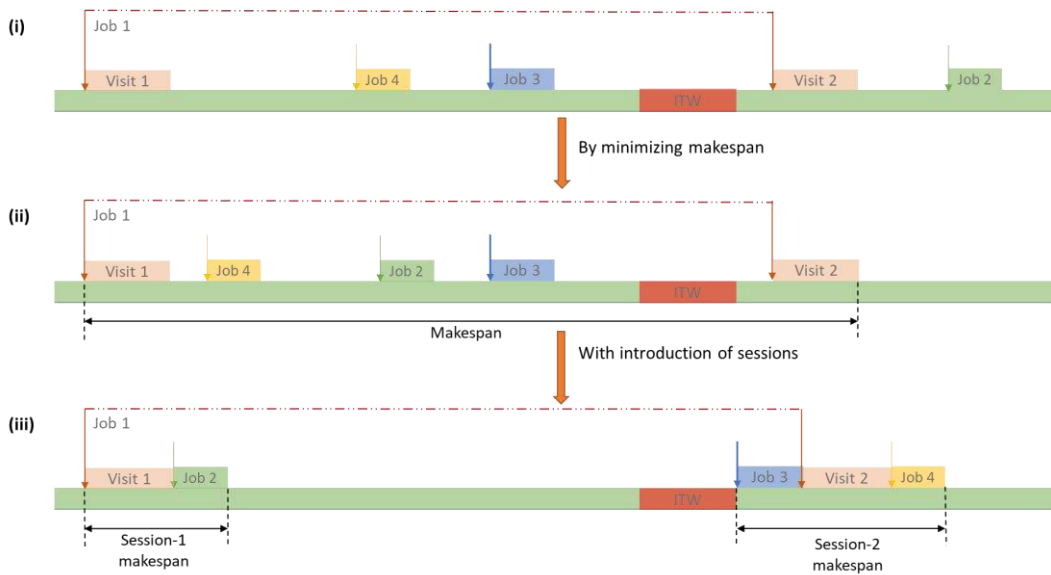 (i)
Job 1
Visit 1
Job 4
Job 3
ITW
Visit 2
Job 2
By minimizing makespan
(ii)
Job 1
Visit 1
Job 4
Job 2
Job 3
ITW
Visit 2
Makespan
With introduction of sessions
(iii)
Job 1
Visit 1
Job 2
ITW
Job 3
Visit 2
Job 4
Session-1
makespan
Session-2
makespan